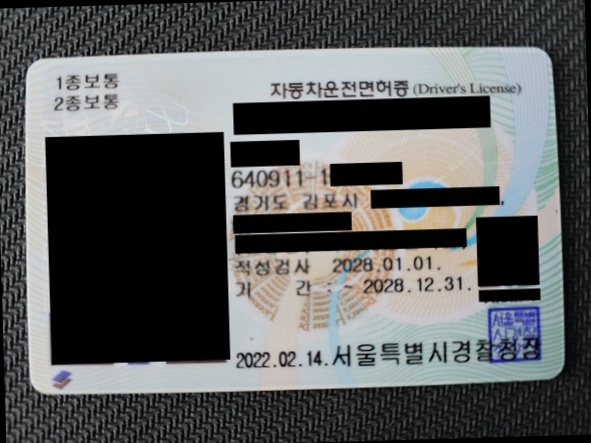 1종보통
2종보통
자동차운전면허증 (Driver's License)
640911-1
경기도 김포시 ,
적성검사 2028.01.01.
기 간 : ~ 2028.12.31.
2022.02.14. 서울특별시경찰청장